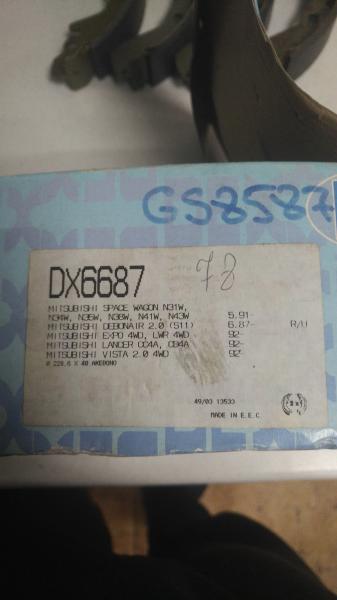 GS8587
DX6687
78
MITSUBISHI SPACE WAGON N31W,
N34W, N35W, N38W, N41W, N43W 5.91-
MITSUBISHI DEBONAIR 2.0 (S11) 6.87- R/U
MITSUBISHI EXPO 4WD, LWR 4WD 92-
MITSUBISHI LANCER CC4A, CB4A 92-
MITSUBISHI VISTA 2.0 4WD 92-
Ø 228.6 X 40 AKEBONO
49/03 13533
MADE IN E.E.C.